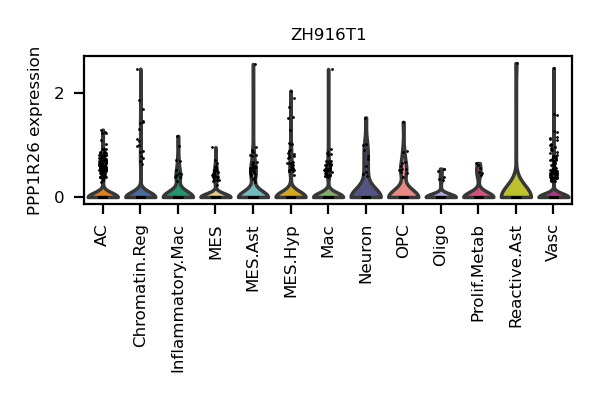 ZH916T1
PPP1R26 expression
2
0
AC
Chromatin.Reg
Inflammatory.Mac
MES
MES.Ast
MES.Hyp
Mac
Neuron
OPC
Oligo
Prolif.Metab
Reactive.Ast
Vasc